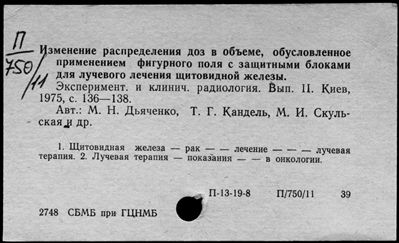 П
750/11
Изменение распределения доз в объеме, обусловленное
применением фигурного поля с защитными блоками
для лучевого лечения щитовидной железы.
Эксперимент. и клинич. радиология. Вып. II. Киев,
1975, с. 136—138.
Авт.: М. Н. Дьяченко, Т. Г. Кандель, М. И. Скуль-
ская и др.
1. Щитовидная железа — рак — — лечение — — — лучевая
терапия. 2. Лучевая терапия — показания — — в онкологии.
П-13-19-8 П/750/11 39
2748 СБМБ при ГЦНМБ